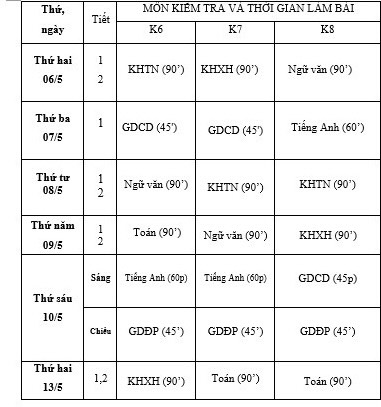 Thứ, ngày
Tiết
MÔN KIỂM TRA VÀ THỜI GIAN LÀM BÀI
K6 K7 K8
Thứ hai 06/5
1
2
KHTN (90’) KHXH (90’) Ngữ văn (90’)
Thứ ba 07/5
1
GDCD (45') GDCD (45') Tiếng Anh (60’)
Thứ tư 08/5
1
2
Ngữ văn (90’) KHTN (90’) KHTN (90’)
Thứ năm 09/5
1
2
Toán (90’) Ngữ văn (90’) KHXH (90’)
Thứ sáu 10/5
Sáng Tiếng Anh (60p) Tiếng Anh (60p) GDCD (45p)
Chiều GDĐP (45’) GDĐP (45’) GDĐP (45’)
Thứ hai 13/5
1,2 KHXH (90’) Toán (90’) Toán (90’)